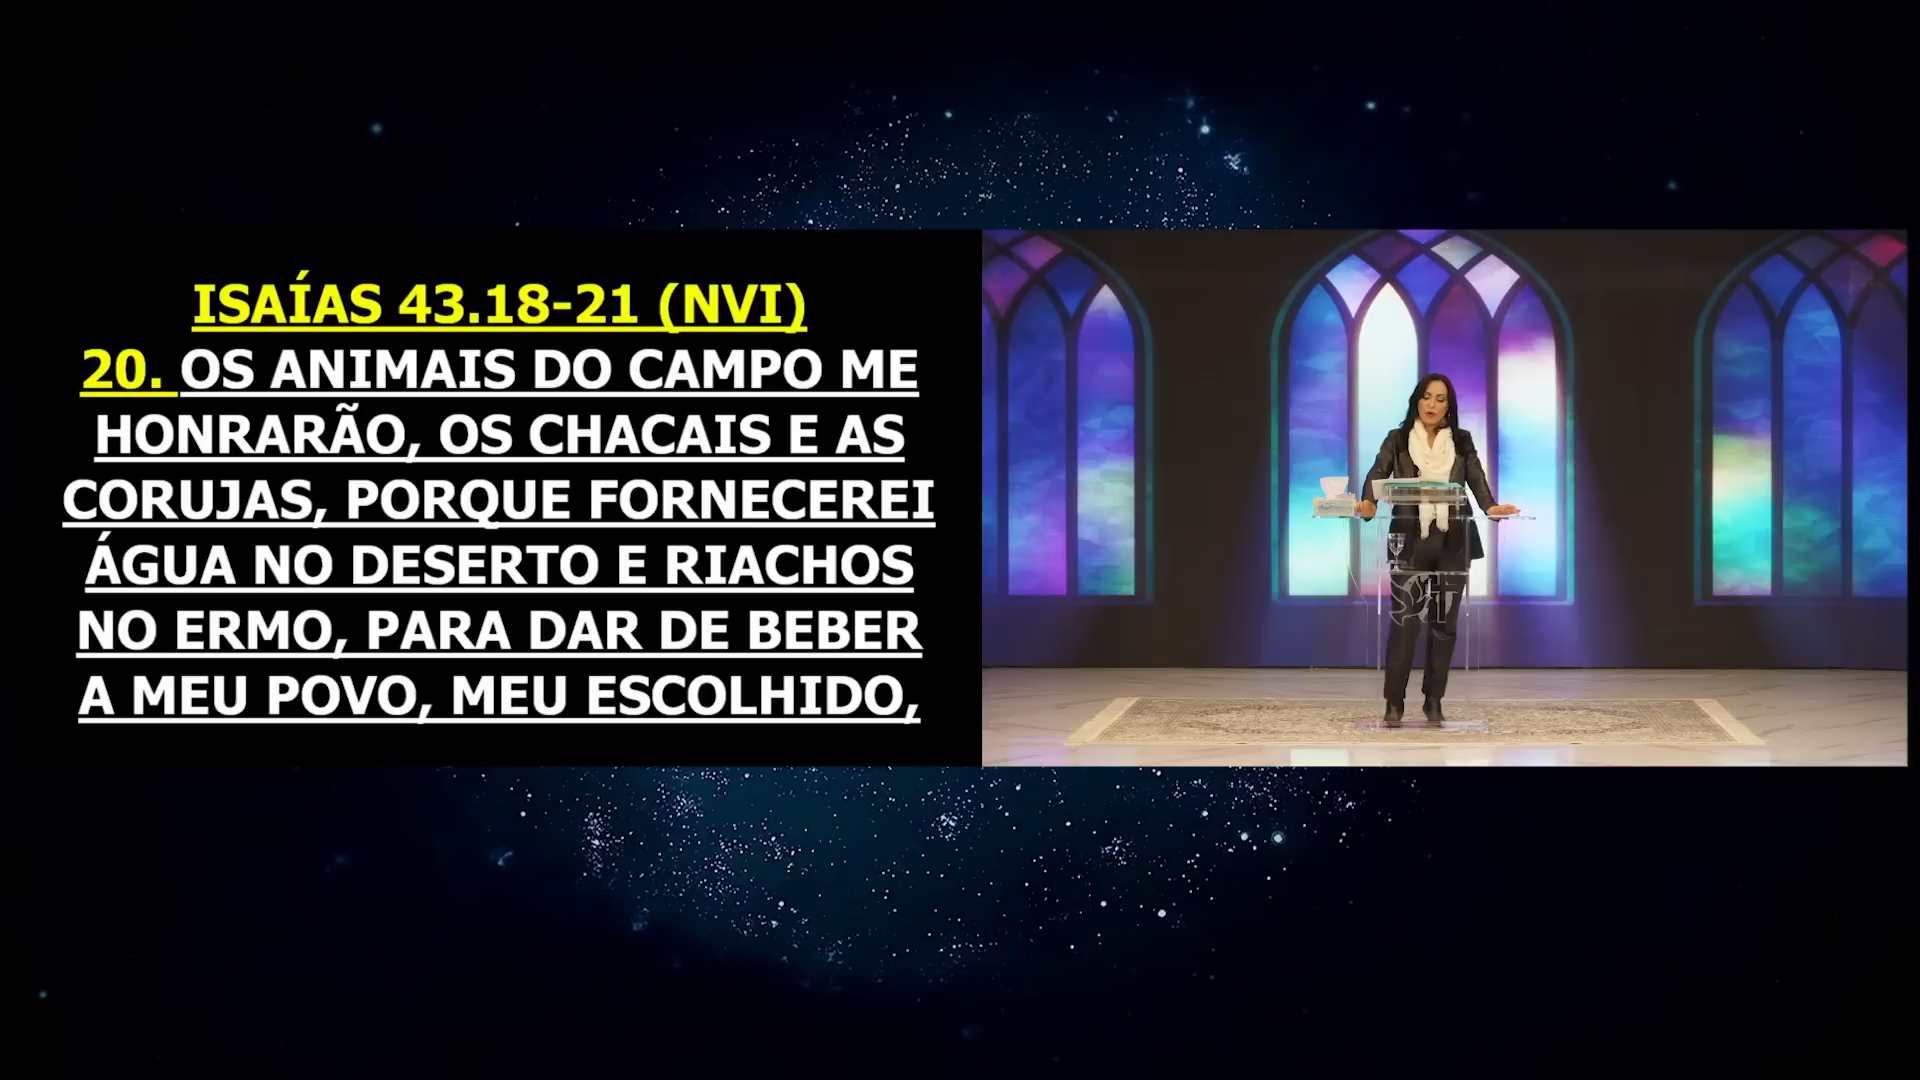 ISAÍAS 43.18-21 (NVI)
20. OS ANIMAIS DO CAMPO ME
HONRARÃO, OS CHACAIS E AS
CORUJAS, PORQUE FORNECEREI
ÁGUA NO DESERTO E RIACHOS
NO ERMO, PARA DAR DE BEBER
A MEU POVO, MEU ESCOLHIDO,